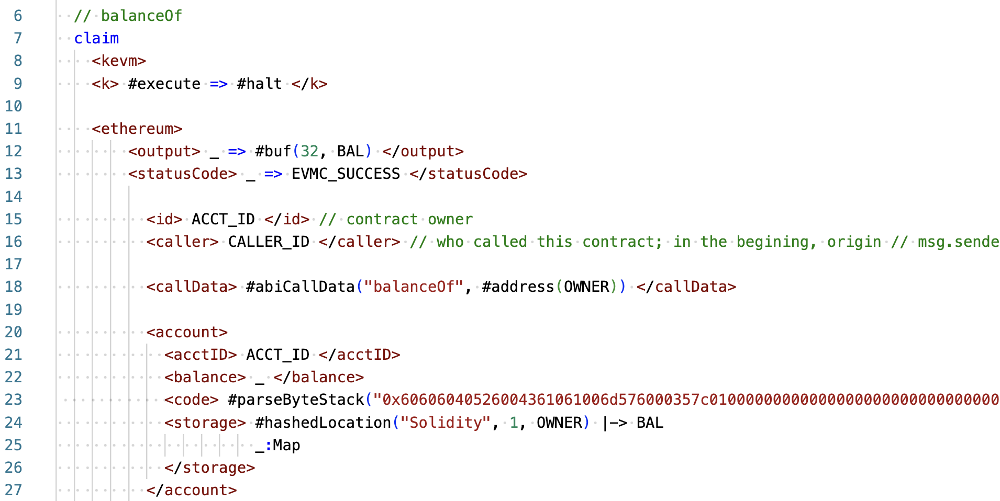 6 // balanceOf
7 claim
8 <kevm>
9 <k> #execute => #halt </k>
10
11 <ethereum>
12 <output> _ => #buf(32, BAL) </output>
13 <statusCode> _ => EVMC_SUCCESS </statusCode>
14
15 <id> ACCT_ID </id> // contract owner
16 <caller> CALLER_ID </caller> // who called this contract; in the begining, origin // msg.sende
17
18 <callData> #abiCallData("balanceOf", #address(OWNER)) </callData>
19
20 <account>
21 <acctID> ACCT_ID </acctID>
22 <balance> _ </balance>
23 <code> #parseByteStack("0x60606040526004361061006d576000357c01000000000000000000000000000000
24 <storage> #hashedLocation("Solidity", 1, OWNER) |-> BAL
25 _:Map
26 </storage>
27 </account>